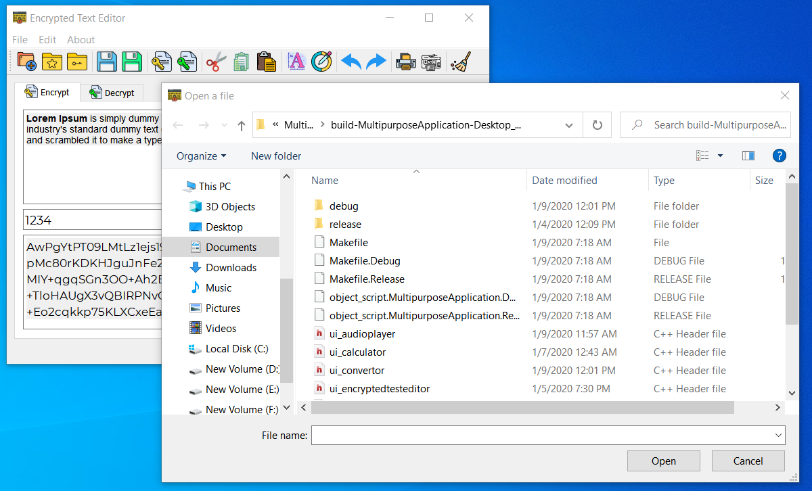 Encrypted Text Editor
File Edit About
Encrypt Decrypt
Lorem Ipsum is simply dummy
industry's standard dummy text
and scrambled it to make a type
1234
AwPgYtPT09LMtLz1ejs19
pMc80rKDKHJguJnFe2
MIY+qgqSGn3OO+Ah2E
+TloHAUgX3vQBIRPNvC
+Eo2cqkkp75KLXCxeEa
Open a file
« Multi... › build-MultipurposeApplication-Desktop_...
Search build-MultipurposeA...
Organize New folder
This PC
3D Objects
Desktop
Documents
Downloads
Music
Pictures
Videos
Local Disk (C:)
New Volume (D:)
New Volume (E:)
New Volume (F:)
Name Date modified Type Size
debug 1/9/2020 12:01 PM File folder
release 1/4/2020 12:09 PM File folder
Makefile 1/9/2020 7:18 AM File
Makefile.Debug 1/9/2020 7:18 AM DEBUG File 1
Makefile.Release 1/9/2020 7:18 AM RELEASE File 1
object_script.MultipurposeApplication.D... 1/9/2020 7:18 AM DEBUG File
object_script.MultipurposeApplication.Re... 1/9/2020 7:18 AM RELEASE File
ui_audioplayer 1/9/2020 11:57 AM C++ Header file
ui_calculator 1/7/2020 12:43 AM C++ Header file
ui_convertor 1/9/2020 12:01 PM C++ Header file
ui_encryptedtesteditor 1/5/2020 7:30 PM C++ Header file
File name:
Open Cancel